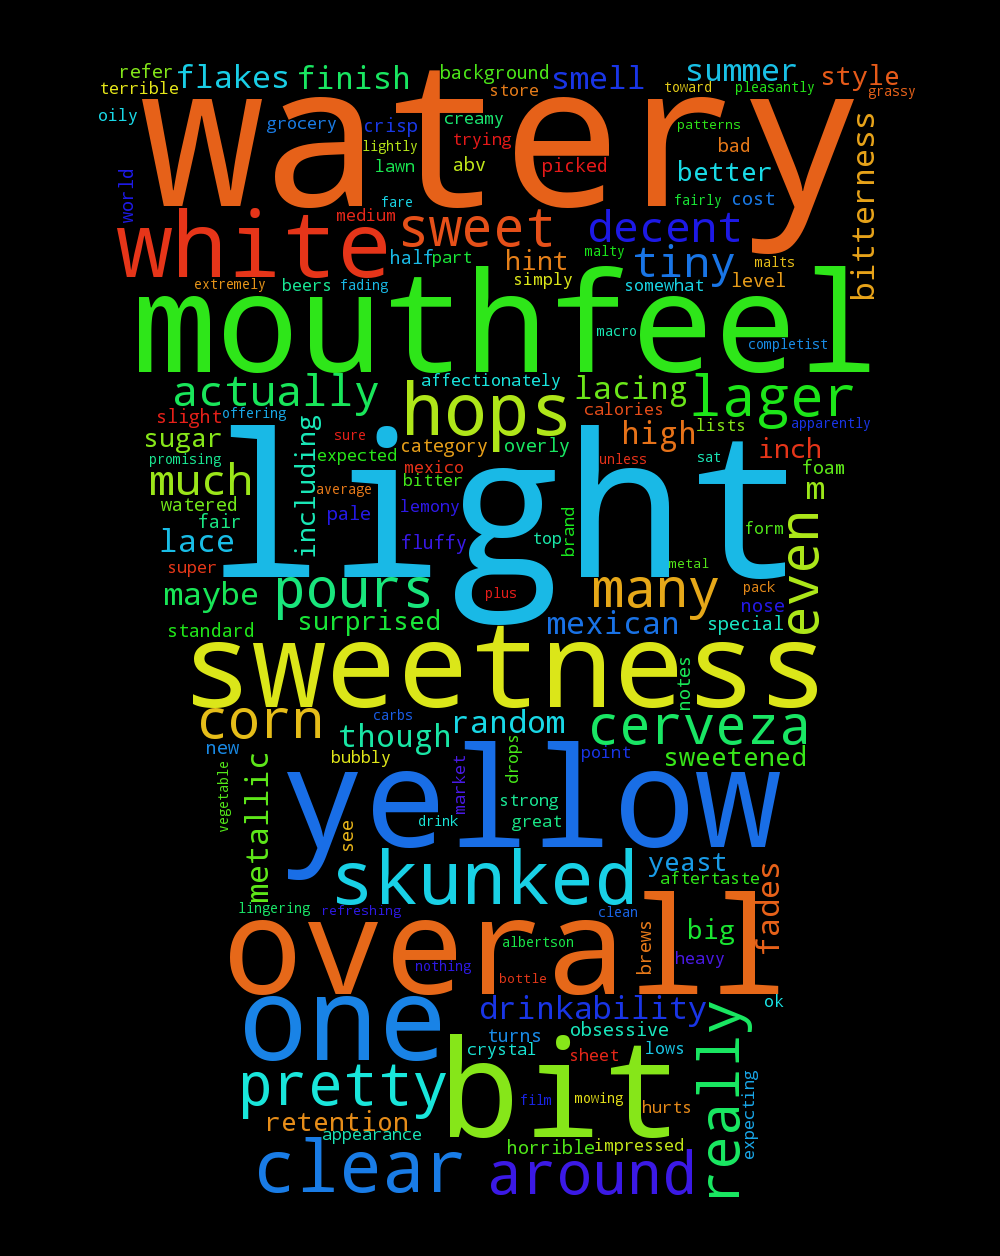 refer flakes finish background smell summer style
terrible store toward pleasantly grassy
watery
oily grocery crisp creamy patterns
lightly trying bad
lawn abv picked better bitterness
world fare fairly cost
white medium sweet decent
half part hint malty tiny malts
extremely beers fading simply somewhat level
mouthfeel
macro completist
actually affectionately lacing lager
hops calories
slight offering high lists apparently
sugar including sure category overly inch
promising expected mexico unless sat foam
much average bitter m
light
watered pale lemony brand form
fair fluffy top even
lace metal
super pours plus many pack
maybe nose
standard surprised mexican special
sweetness
notes
corn carbs random cerveza
though
new bubbly drops point sweetened
yellow
vegetable metallic market strong
see drink great
skunked yeast
aftertaste fades
lingering refreshing clean
overall
albertson brews big
nothing bottle heavy
one drinkability ok
turns obsessive really
crystal sheet lows
bit
pretty film mowing hurts expecting
retention
appearance horrible impressed
clear around